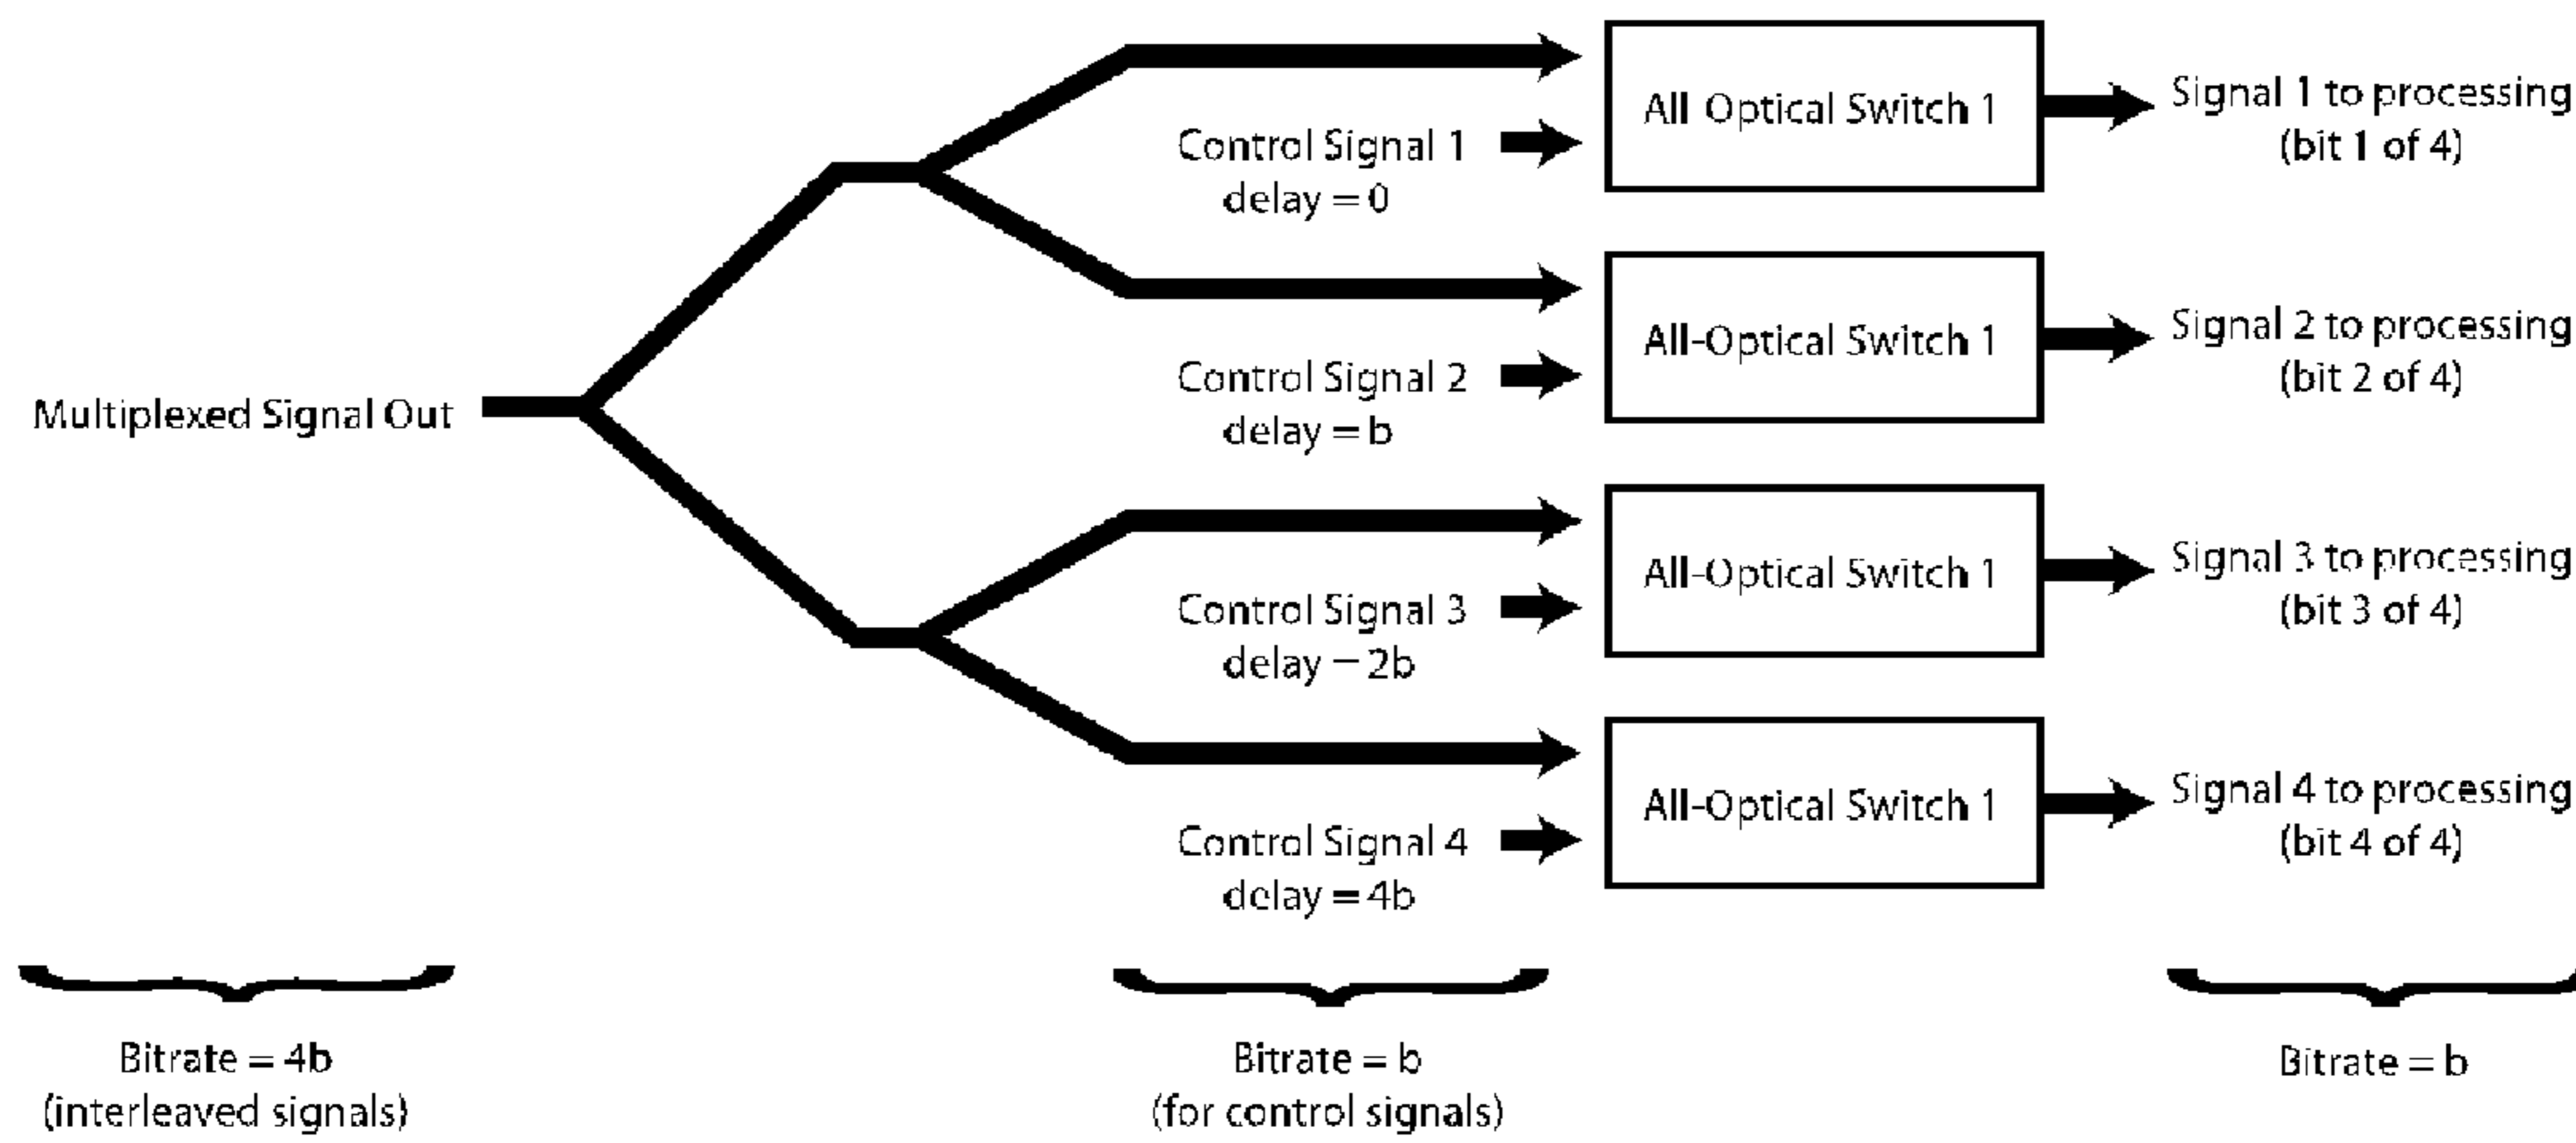 All Optical Switch 1
Signal 1 to processing
(bit 1 of 4)
Control Signal 1
delay = 0
All-Optical Switch 1
Signal 2 to processing
(bit 2 of 4)
Control Signal 2
delay = b
Multiplexed Signal Out
All-Optical Switch 1
Signal 3 to processing
(bit 3 of 4)
Control Signal 3
delay – 2b
All-Optical Switch 1
Signal 4 to processing
(bit 4 of 4)
Control Signal 4
delay = 4b
Bitrate = 4b
(interleaved signals)
Bitrate = b
(for control signals)
Bitrate = b